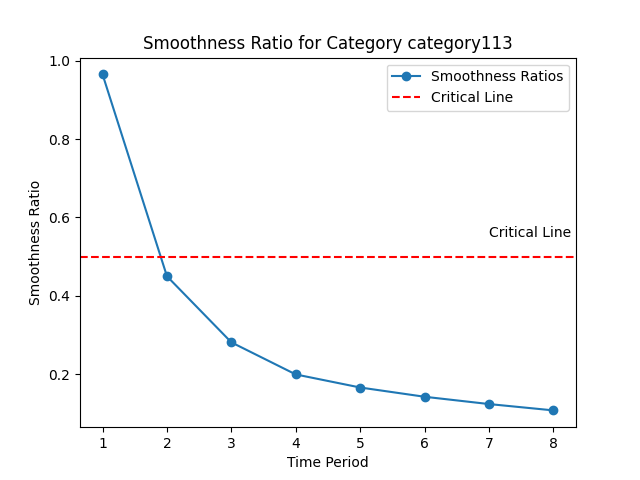 Smoothness Ratio for Category category113
Smoothness Ratios
Critical Line
Critical Line
Smoothness Ratio
1.0
0.8
0.6
0.4
0.2
1 2 3 4 5 6 7 8
Time Period